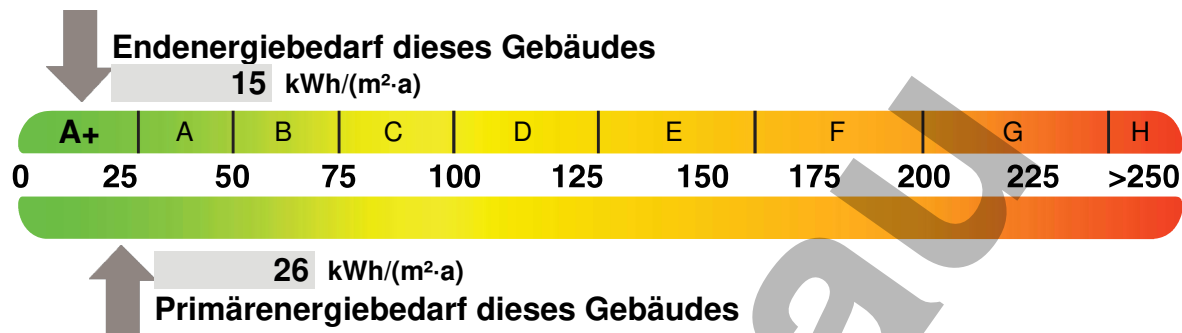 Endenergiebedarf dieses Gebäudes
15 kWh/(m²·a)
A+ A B C D E F G H
0 25 50 75 100 125 150 175 200 225 >250
26 kWh/(m²·a)
Primärenergiebedarf dieses Gebäudes
au